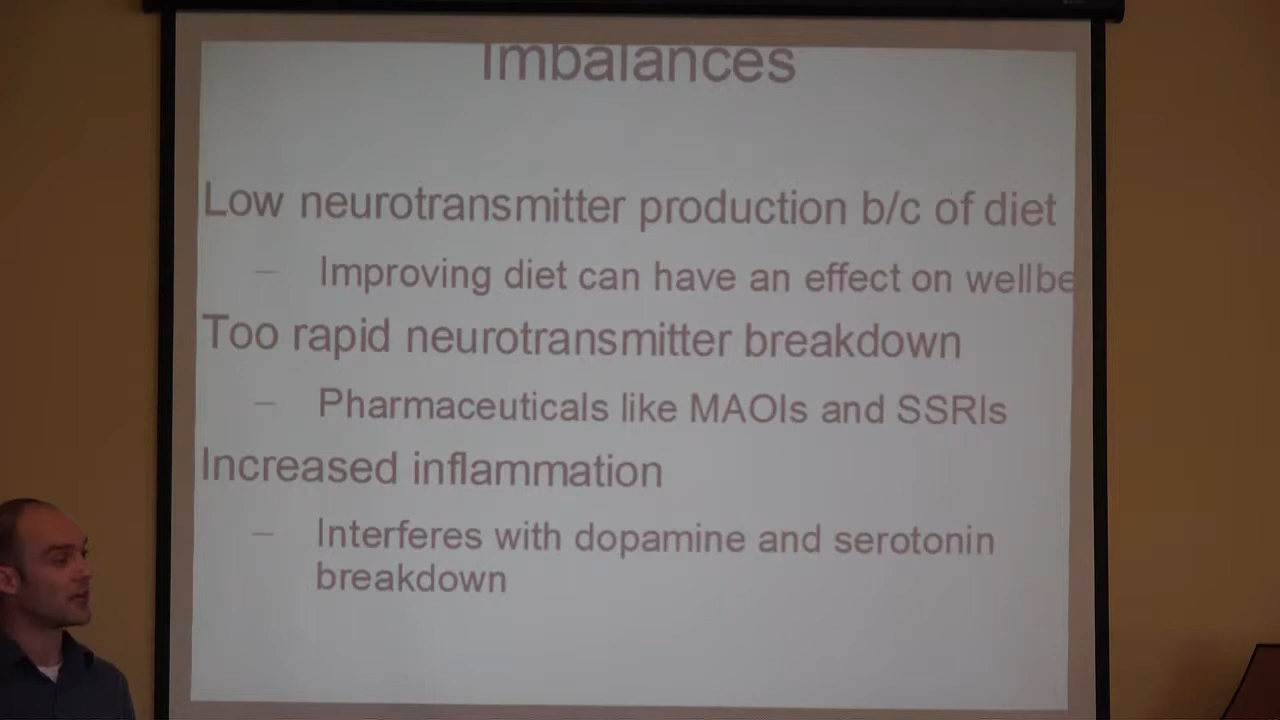 Imbalances
Low neurotransmitter production b/c of diet
– Improving diet can have an effect on wellbe
Too rapid neurotransmitter breakdown
– Pharmaceuticals like MAOIs and SSRIs
Increased inflammation
– Interferes with dopamine and serotonin
breakdown